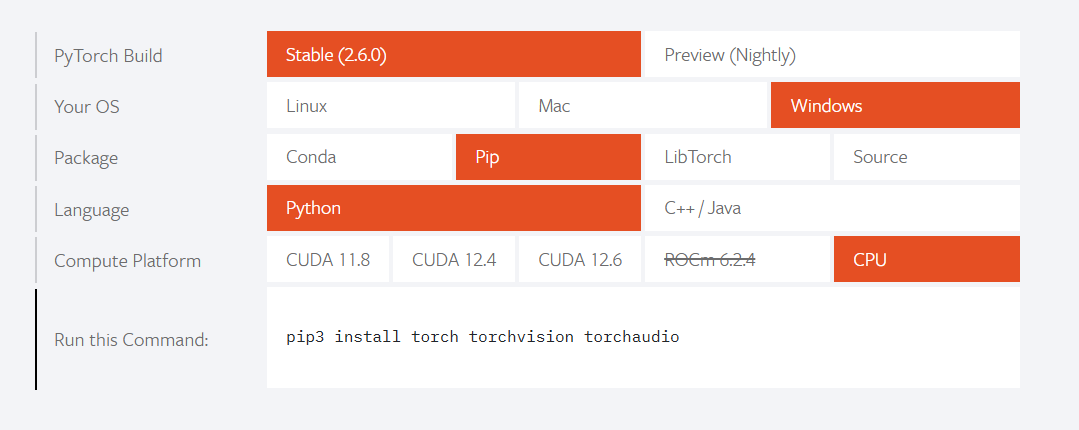 PyTorch Build Stable (2.6.0) Preview (Nightly)
Your OS Linux Mac Windows
Package Conda Pip LibTorch Source
Language Python C++ / Java
Compute Platform CUDA 11.8 CUDA 12.4 CUDA 12.6 ROCm 6.2.4 CPU
Run this Command: pip3 install torch torchvision torchaudio